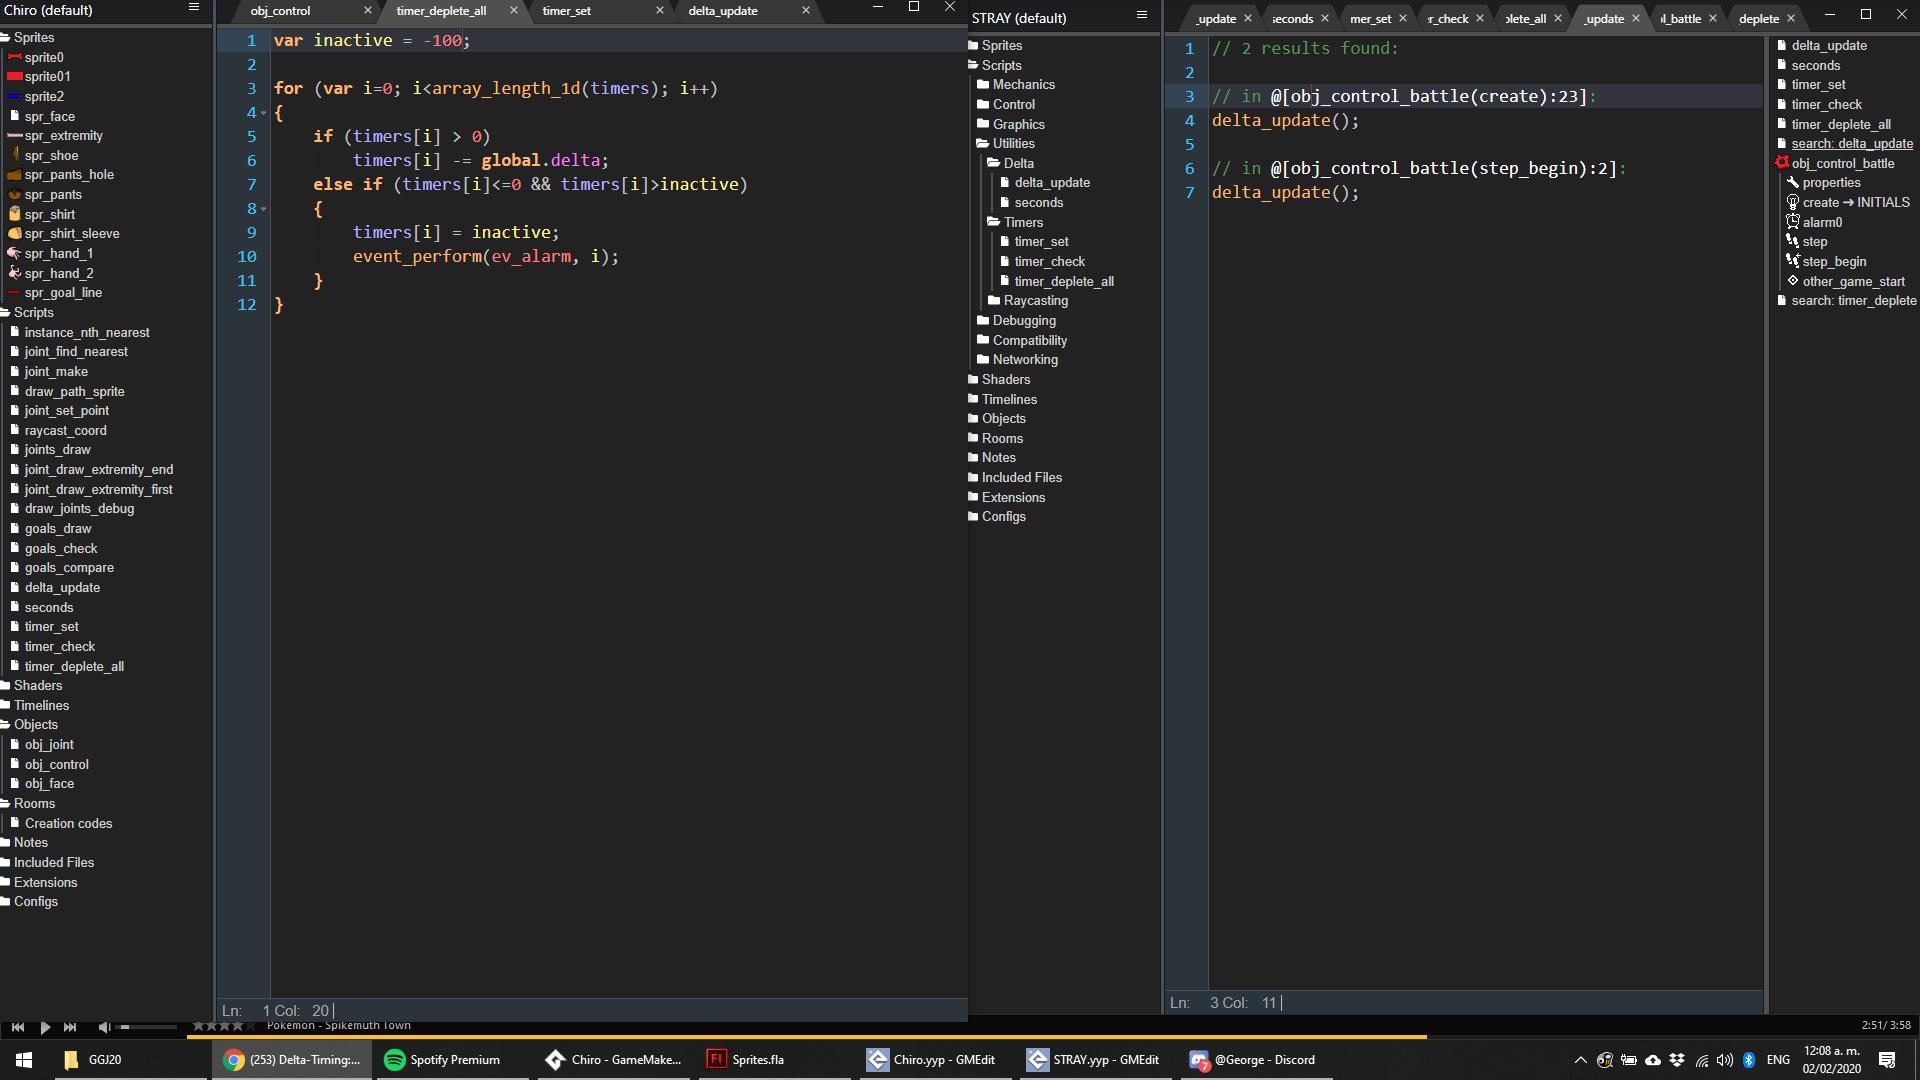 Chiro (default)
Sprites
sprite0
sprite01
sprite2
spr_face
spr_extremity
spr_shoe
spr_pants_hole
spr_pants
spr_shirt
spr_shirt_sleeve
spr_hand_1
spr_hand_2
spr_goal_line
Scripts
instance_nth_nearest
joint_find_nearest
joint_make
draw_path_sprite
joint_set_point
raycast_coord
joints_draw
joint_draw_extremity_end
joint_draw_extremity_first
draw_joints_debug
goals_draw
goals_check
goals_compare
delta_update
seconds
timer_set
timer_check
timer_deplete_all
Shaders
Timelines
Objects
obj_joint
obj_control
obj_face
Rooms
Creation codes
Notes
Included Files
Extensions
Configs
obj_control timer_deplete_all timer_set delta_update
1 var inactive = -100;
2
3 for (var i=0; i<array_length_1d(timers); i++)
4 {
5 if (timers[i] > 0)
6 timers[i] -= global.delta;
7 else if (timers[i]<=0 && timers[i]>inactive)
8 {
9 timers[i] = inactive;
10 event_perform(ev_alarm, i);
11 }
12 }
Ln: 1 Col: 20
STRAY (default)
Sprites
Scripts
Mechanics
Control
Graphics
Utilities
Delta
delta_update
seconds
Timers
timer_set
timer_check
timer_deplete_all
Raycasting
Debugging
Compatibility
Networking
Shaders
Timelines
Objects
Rooms
Notes
Included Files
Extensions
Configs
_update seconds mer_set r_check plete_all _update l_battle deplete
1 // 2 results found:
2
3 // in @[obj_control_battle(create):23]:
4 delta_update();
5
6 // in @[obj_control_battle(step_begin):2]:
7 delta_update();
Ln: 3 Col: 11
delta_update
seconds
timer_set
timer_check
timer_deplete_all
search: delta_update
obj_control_battle
properties
create → INITIALS
alarm0
step
step_begin
other_game_start
search: timer_deplete
Pokemon - Spikemuth Town
2:51/ 3:58
GGJ20
(253) Delta-Timing:...
Spotify Premium
Chiro - GameMake...
Sprites.fla
Chiro.yyp - GMEdit
STRAY.yyp - GMEdit
@George - Discord
ENG
12:08 a. m.
02/02/2020